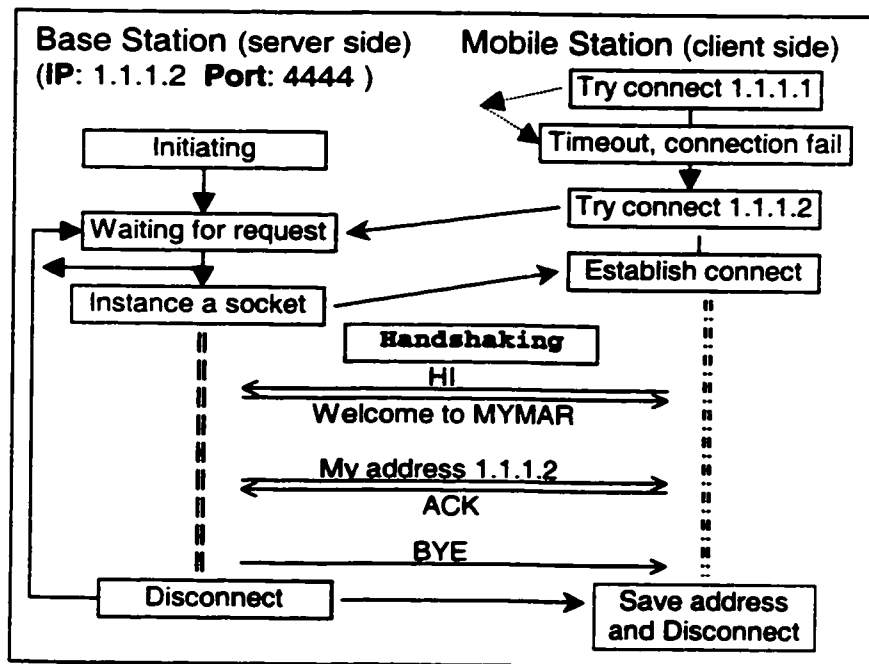 Base Station (server side)
(IP: 1.1.1.2 Port: 4444 )
Mobile Station (client side)
Try connect 1.1.1.1
Timeout, connection fail
Initiating
Try connect 1.1.1.2
Waiting for request
Establish connect
Instance a socket
Handshaking
HI
Welcome to MYMAR
My address 1.1.1.2
ACK
BYE
Disconnect
Save address
and Disconnect